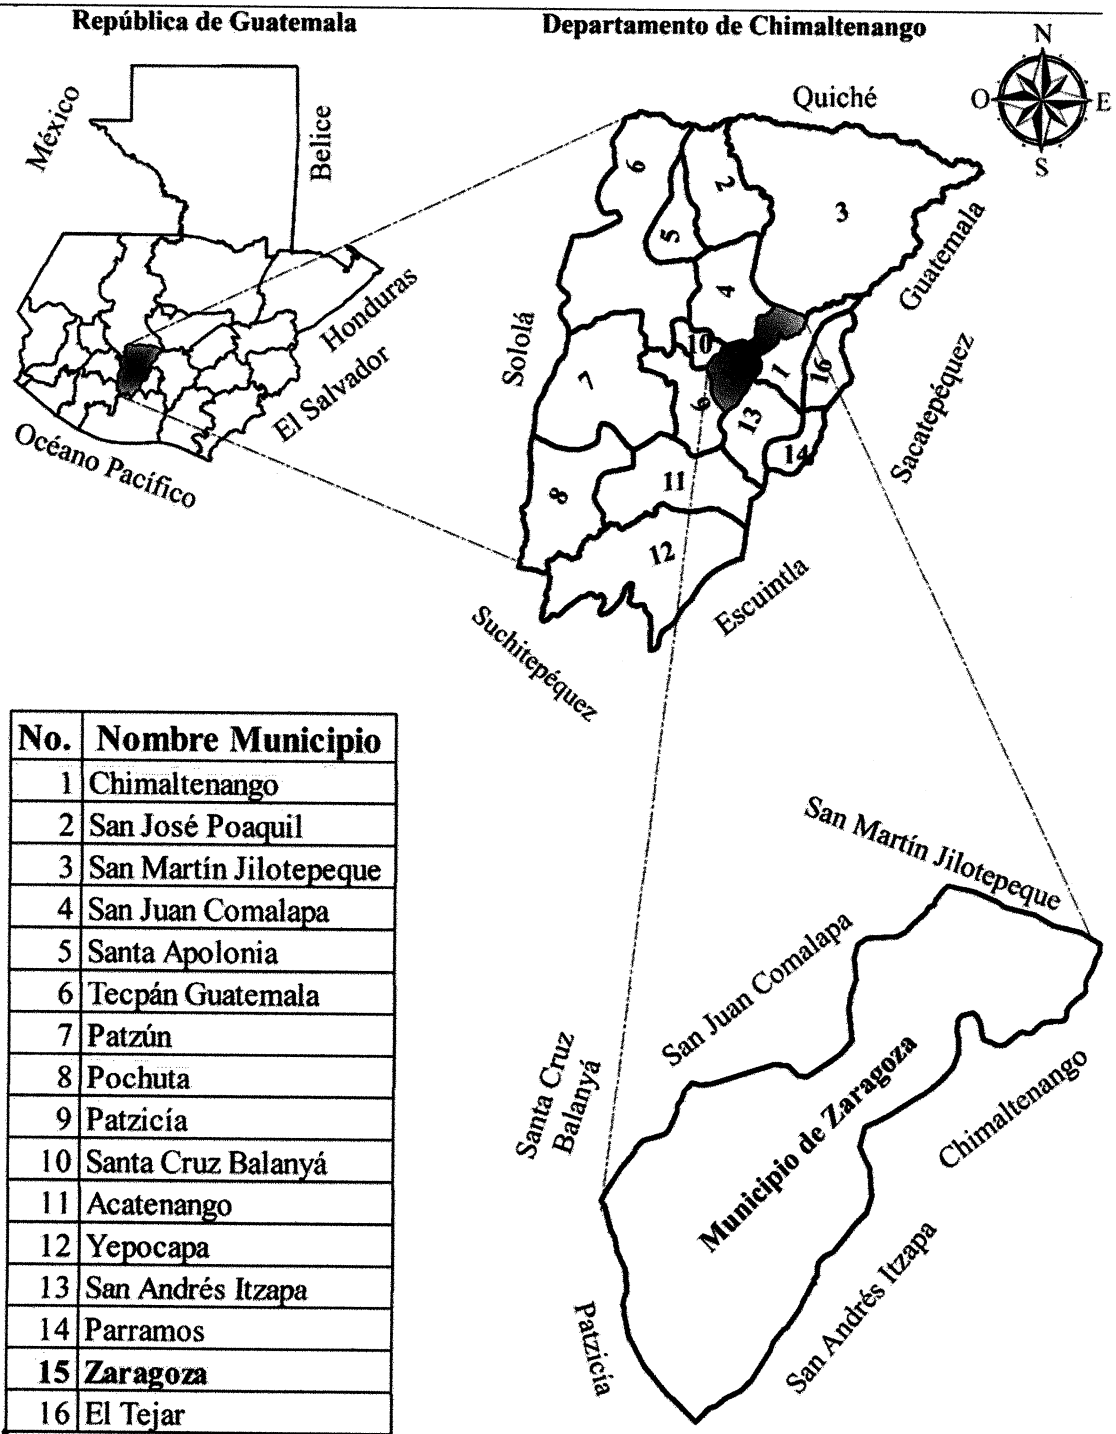 República de Guatemala
Departamento de Chimaltenango
N
O
E
S
México
Belice
Honduras
El Salvador
Océano Pacífico
Quiché
Guatemala
Sololá
Sacatepéquez
Escuintla
Suchitepéquez
6
2
3
5
4
10
7
1
16
9
13
14
8
11
12
No. Nombre Municipio
1 Chimaltenango
2 San José Poaquil
3 San Martín Jilotepeque
4 San Juan Comalapa
5 Santa Apolonia
6 Tecpán Guatemala
7 Patzún
8 Pochuta
9 Patzicía
10 Santa Cruz Balanyá
11 Acatenango
12 Yepocapa
13 San Andrés Itzapa
14 Parramos
15 Zaragoza
16 El Tejar
San Martín Jilotepeque
San Juan Comalapa
Santa Cruz
Balanyá
Municipio de Zaragoza
Chimaltenango
San Andrés Itzapa
Patzicía